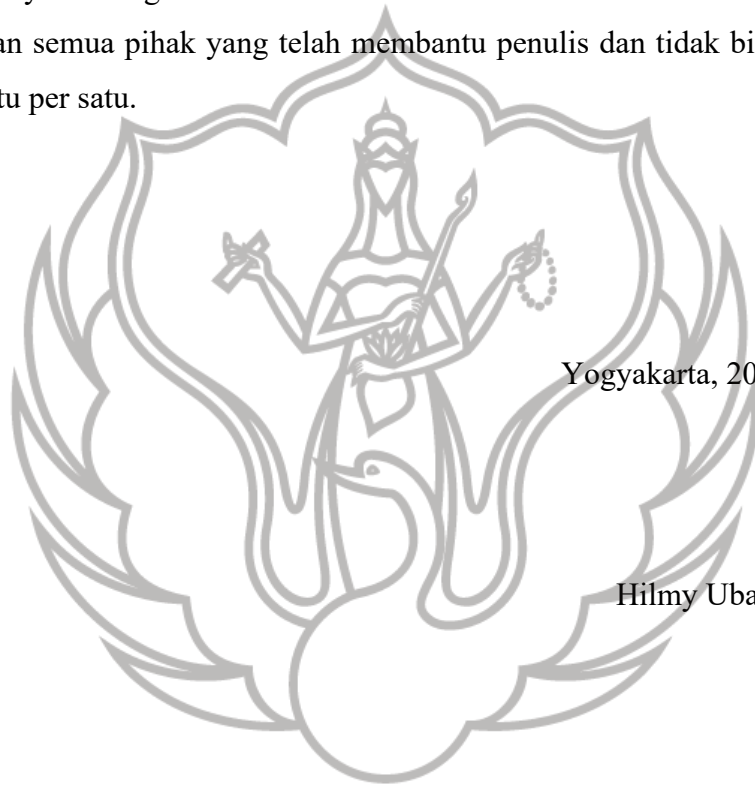 an semua pihak yang telah membantu penulis dan tidak bi
tu per satu.
Yogyakarta, 20
Hilmy Uba